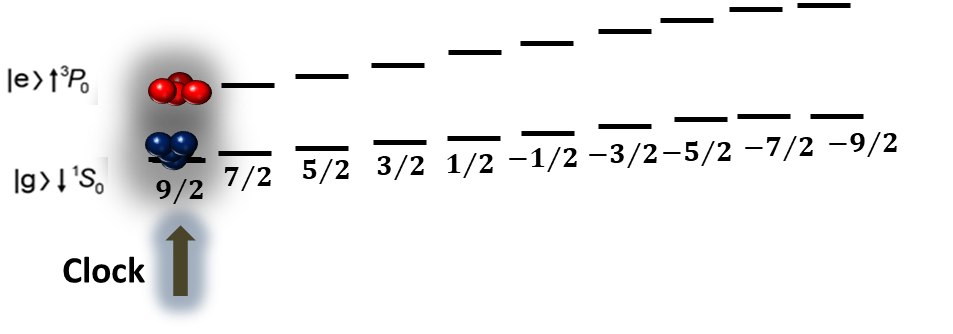 |e⟩↑³P₀
|g⟩↓¹S₀
9/2 7/2 5/2 3/2 1/2 −1/2 −3/2 −5/2 −7/2 −9/2
Clock